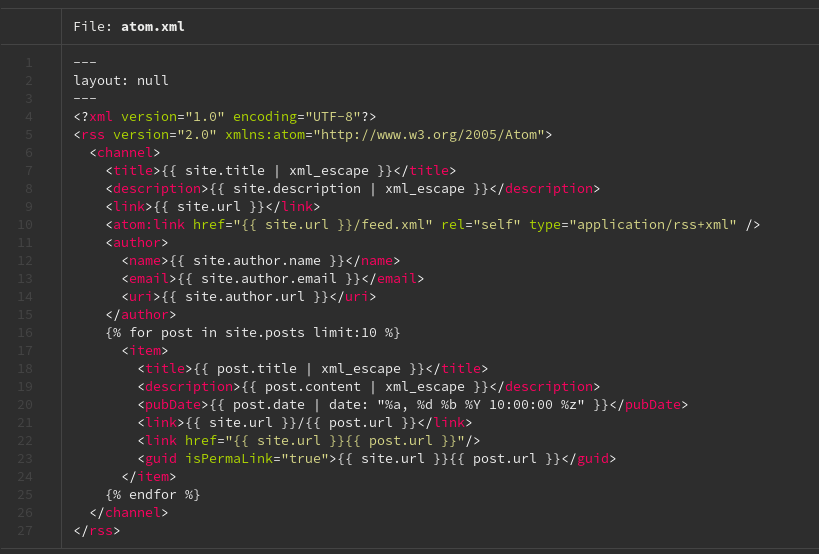 File: atom.xml
1 ---
2 layout: null
3 ---
4 <?xml version="1.0" encoding="UTF-8"?>
5 <rss version="2.0" xmlns:atom="http://www.w3.org/2005/Atom">
6   <channel>
7     <title>{{ site.title | xml_escape }}</title>
8     <description>{{ site.description | xml_escape }}</description>
9     <link>{{ site.url }}</link>
10     <atom:link href="{{ site.url }}/feed.xml" rel="self" type="application/rss+xml" />
11     <author>
12       <name>{{ site.author.name }}</name>
13       <email>{{ site.author.email }}</email>
14       <uri>{{ site.author.url }}</uri>
15     </author>
16     {% for post in site.posts limit:10 %}
17       <item>
18         <title>{{ post.title | xml_escape }}</title>
19         <description>{{ post.content | xml_escape }}</description>
20         <pubDate>{{ post.date | date: "%a, %d %b %Y 10:00:00 %z" }}</pubDate>
21         <link>{{ site.url }}/{{ post.url }}</link>
22         <link href="{{ site.url }}{{ post.url }}"/>
23         <guid isPermaLink="true">{{ site.url }}{{ post.url }}</guid>
24       </item>
25     {% endfor %}
26   </channel>
27 </rss>